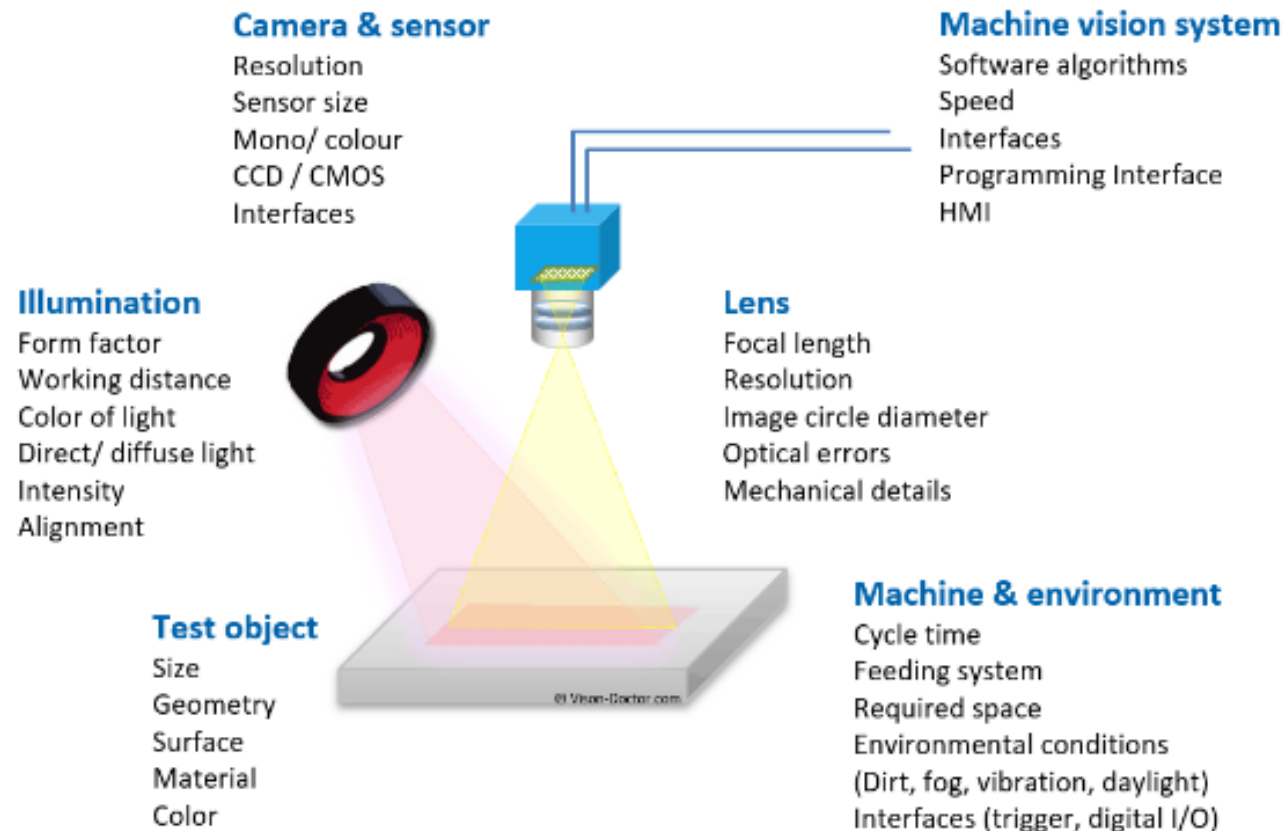 Camera & sensor
Resolution
Sensor size
Mono/ colour
CCD / CMOS
Interfaces
Machine vision system
Software algorithms
Speed
Interfaces
Programming Interface
HMI
Illumination
Form factor
Working distance
Color of light
Direct/ diffuse light
Intensity
Alignment
Lens
Focal length
Resolution
Image circle diameter
Optical errors
Mechanical details
Test object
Size
Geometry
Surface
Material
Color
© Vison-Doctor.com
Machine & environment
Cycle time
Feeding system
Required space
Environmental conditions
(Dirt, fog, vibration, daylight)
Interfaces (trigger, digital I/O)